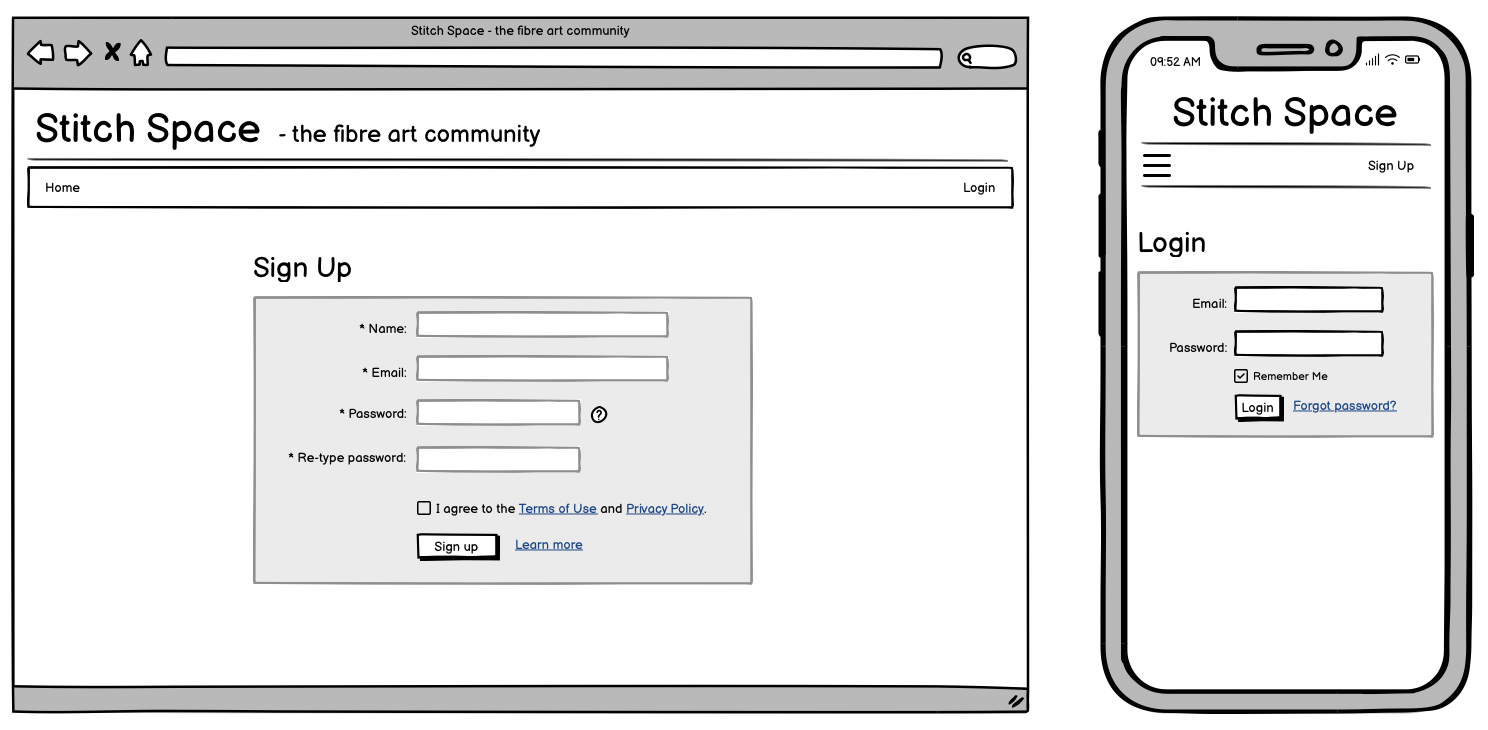 Stitch Space - the fibre art community
Stitch Space - the fibre art community
Home Login
Sign Up
* Name:
* Email:
* Password: ?
* Re-type password:
I agree to the Terms of Use and Privacy Policy.
Sign up Learn more
09:52 AM
Stitch Space
Sign Up
Login
Email:
Password:
Remember Me
Login Forgot password?